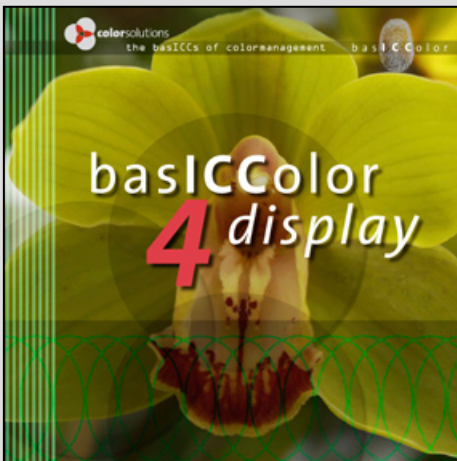 colorsolutions
the basICCs of colormanagement basICColor
basICColor
4 display